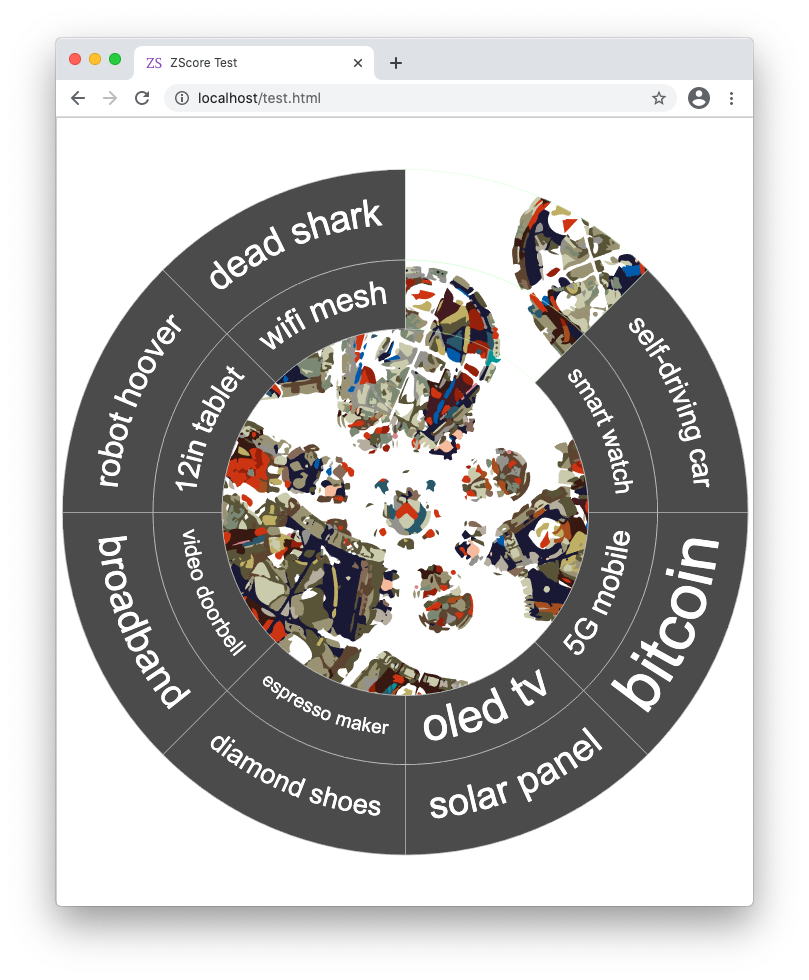 ZS ZScore Test
localhost/test.html
dead shark
wifi mesh
robot hoover
12in tablet
self-driving car
smart watch
broadband
video doorbell
5G mobile
bitcoin
espresso maker
oled tv
diamond shoes
solar panel